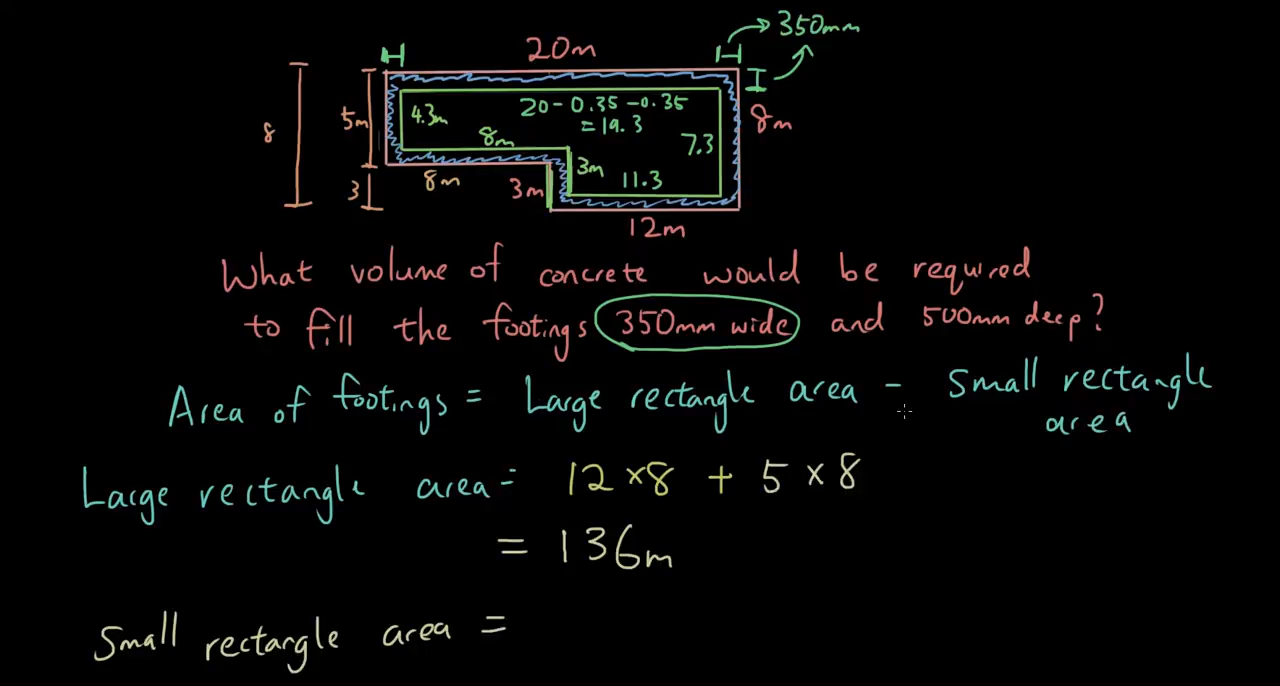 350mm
20m
8
5m
4.3m
20 - 0.35 - 0.35
= 19.3
8m
7.3
8m
3
8m
3m
3m
11.3
12m
What volume of concrete would be required
to fill the footings 350mm wide and 500mm deep?
Area of footings = Large rectangle area - Small rectangle
area
Large rectangle area = 12 × 8 + 5 × 8
= 136m
Small rectangle area =